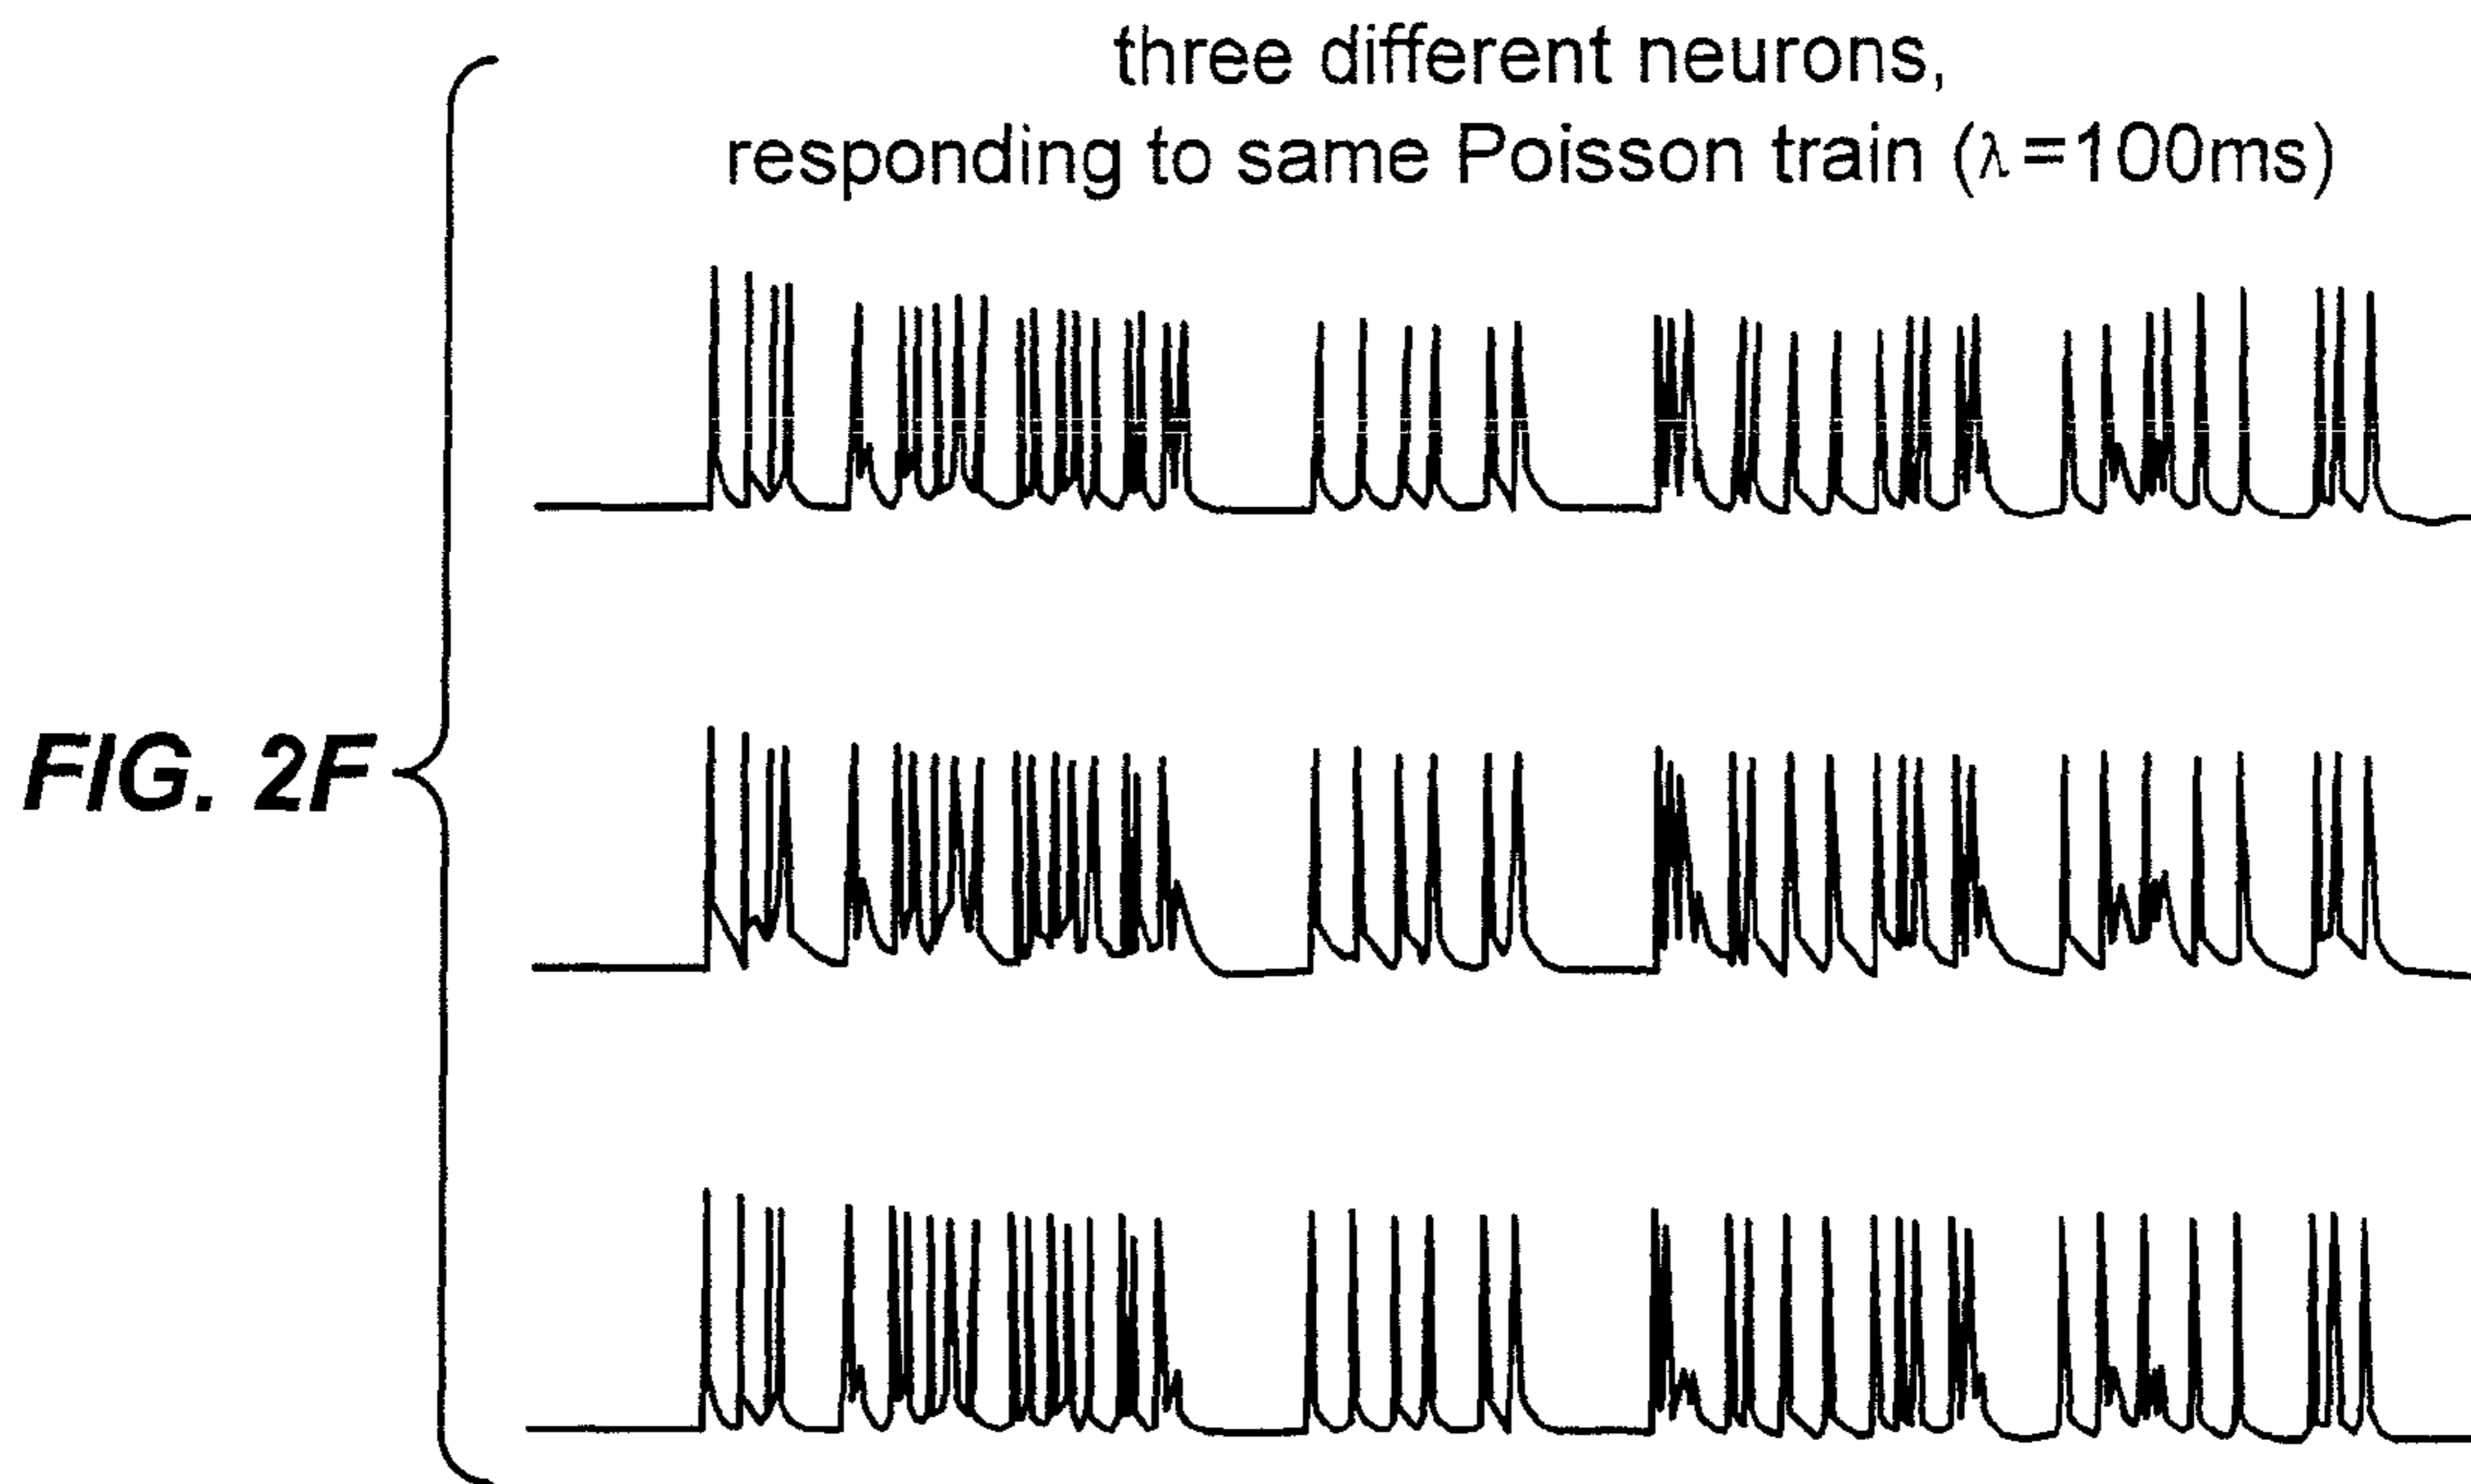 three different neurons,
responding to same Poisson train (λ=100ms)
FIG. 2F